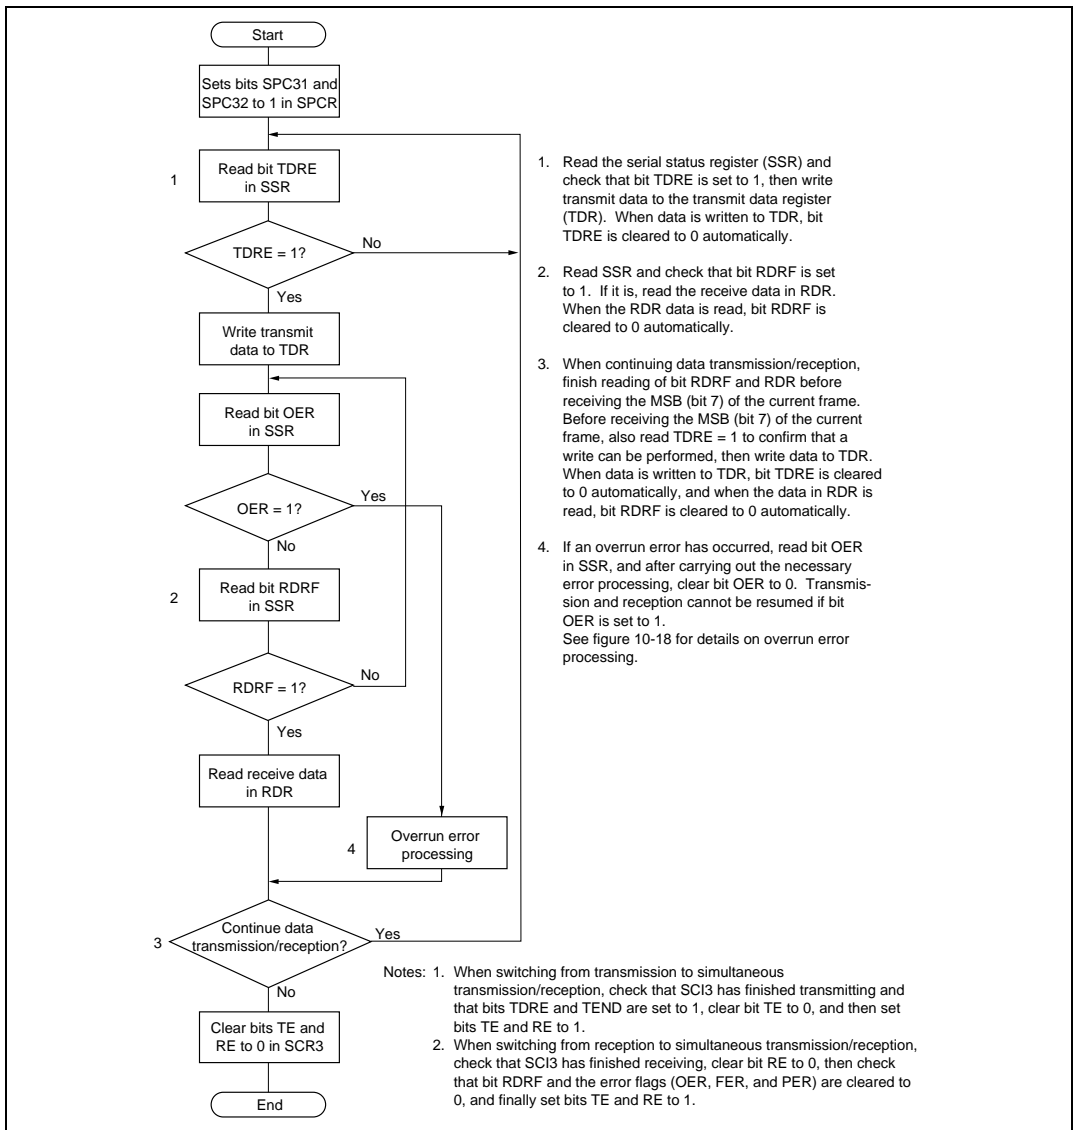 Start
Sets bits SPC31 and
SPC32 to 1 in SPCR
1
Read bit TDRE
in SSR
TDRE = 1?
No
Yes
Write transmit
data to TDR
Read bit OER
in SSR
OER = 1?
Yes
No
2
Read bit RDRF
in SSR
RDRF = 1?
No
Yes
Read receive data
in RDR
4
Overrun error
processing
3
Continue data
transmission/reception?
Yes
No
Clear bits TE and
RE to 0 in SCR3
End
1. Read the serial status register (SSR) and
check that bit TDRE is set to 1, then write
transmit data to the transmit data register
(TDR). When data is written to TDR, bit
TDRE is cleared to 0 automatically.
2. Read SSR and check that bit RDRF is set
to 1. If it is, read the receive data in RDR.
When the RDR data is read, bit RDRF is
cleared to 0 automatically.
3. When continuing data transmission/reception,
finish reading of bit RDRF and RDR before
receiving the MSB (bit 7) of the current frame.
Before receiving the MSB (bit 7) of the current
frame, also read TDRE = 1 to confirm that a
write can be performed, then write data to TDR.
When data is written to TDR, bit TDRE is cleared
to 0 automatically, and when the data in RDR is
read, bit RDRF is cleared to 0 automatically.
4. If an overrun error has occurred, read bit OER
in SSR, and after carrying out the necessary
error processing, clear bit OER to 0. Transmis-
sion and reception cannot be resumed if bit
OER is set to 1.
See figure 10-18 for details on overrun error
processing.
Notes: 1. When switching from transmission to simultaneous
transmission/reception, check that SCI3 has finished transmitting and
that bits TDRE and TEND are set to 1, clear bit TE to 0, and then set
bits TE and RE to 1.
2. When switching from reception to simultaneous transmission/reception,
check that SCI3 has finished receiving, clear bit RE to 0, then check
that bit RDRF and the error flags (OER, FER, and PER) are cleared to
0, and finally set bits TE and RE to 1.